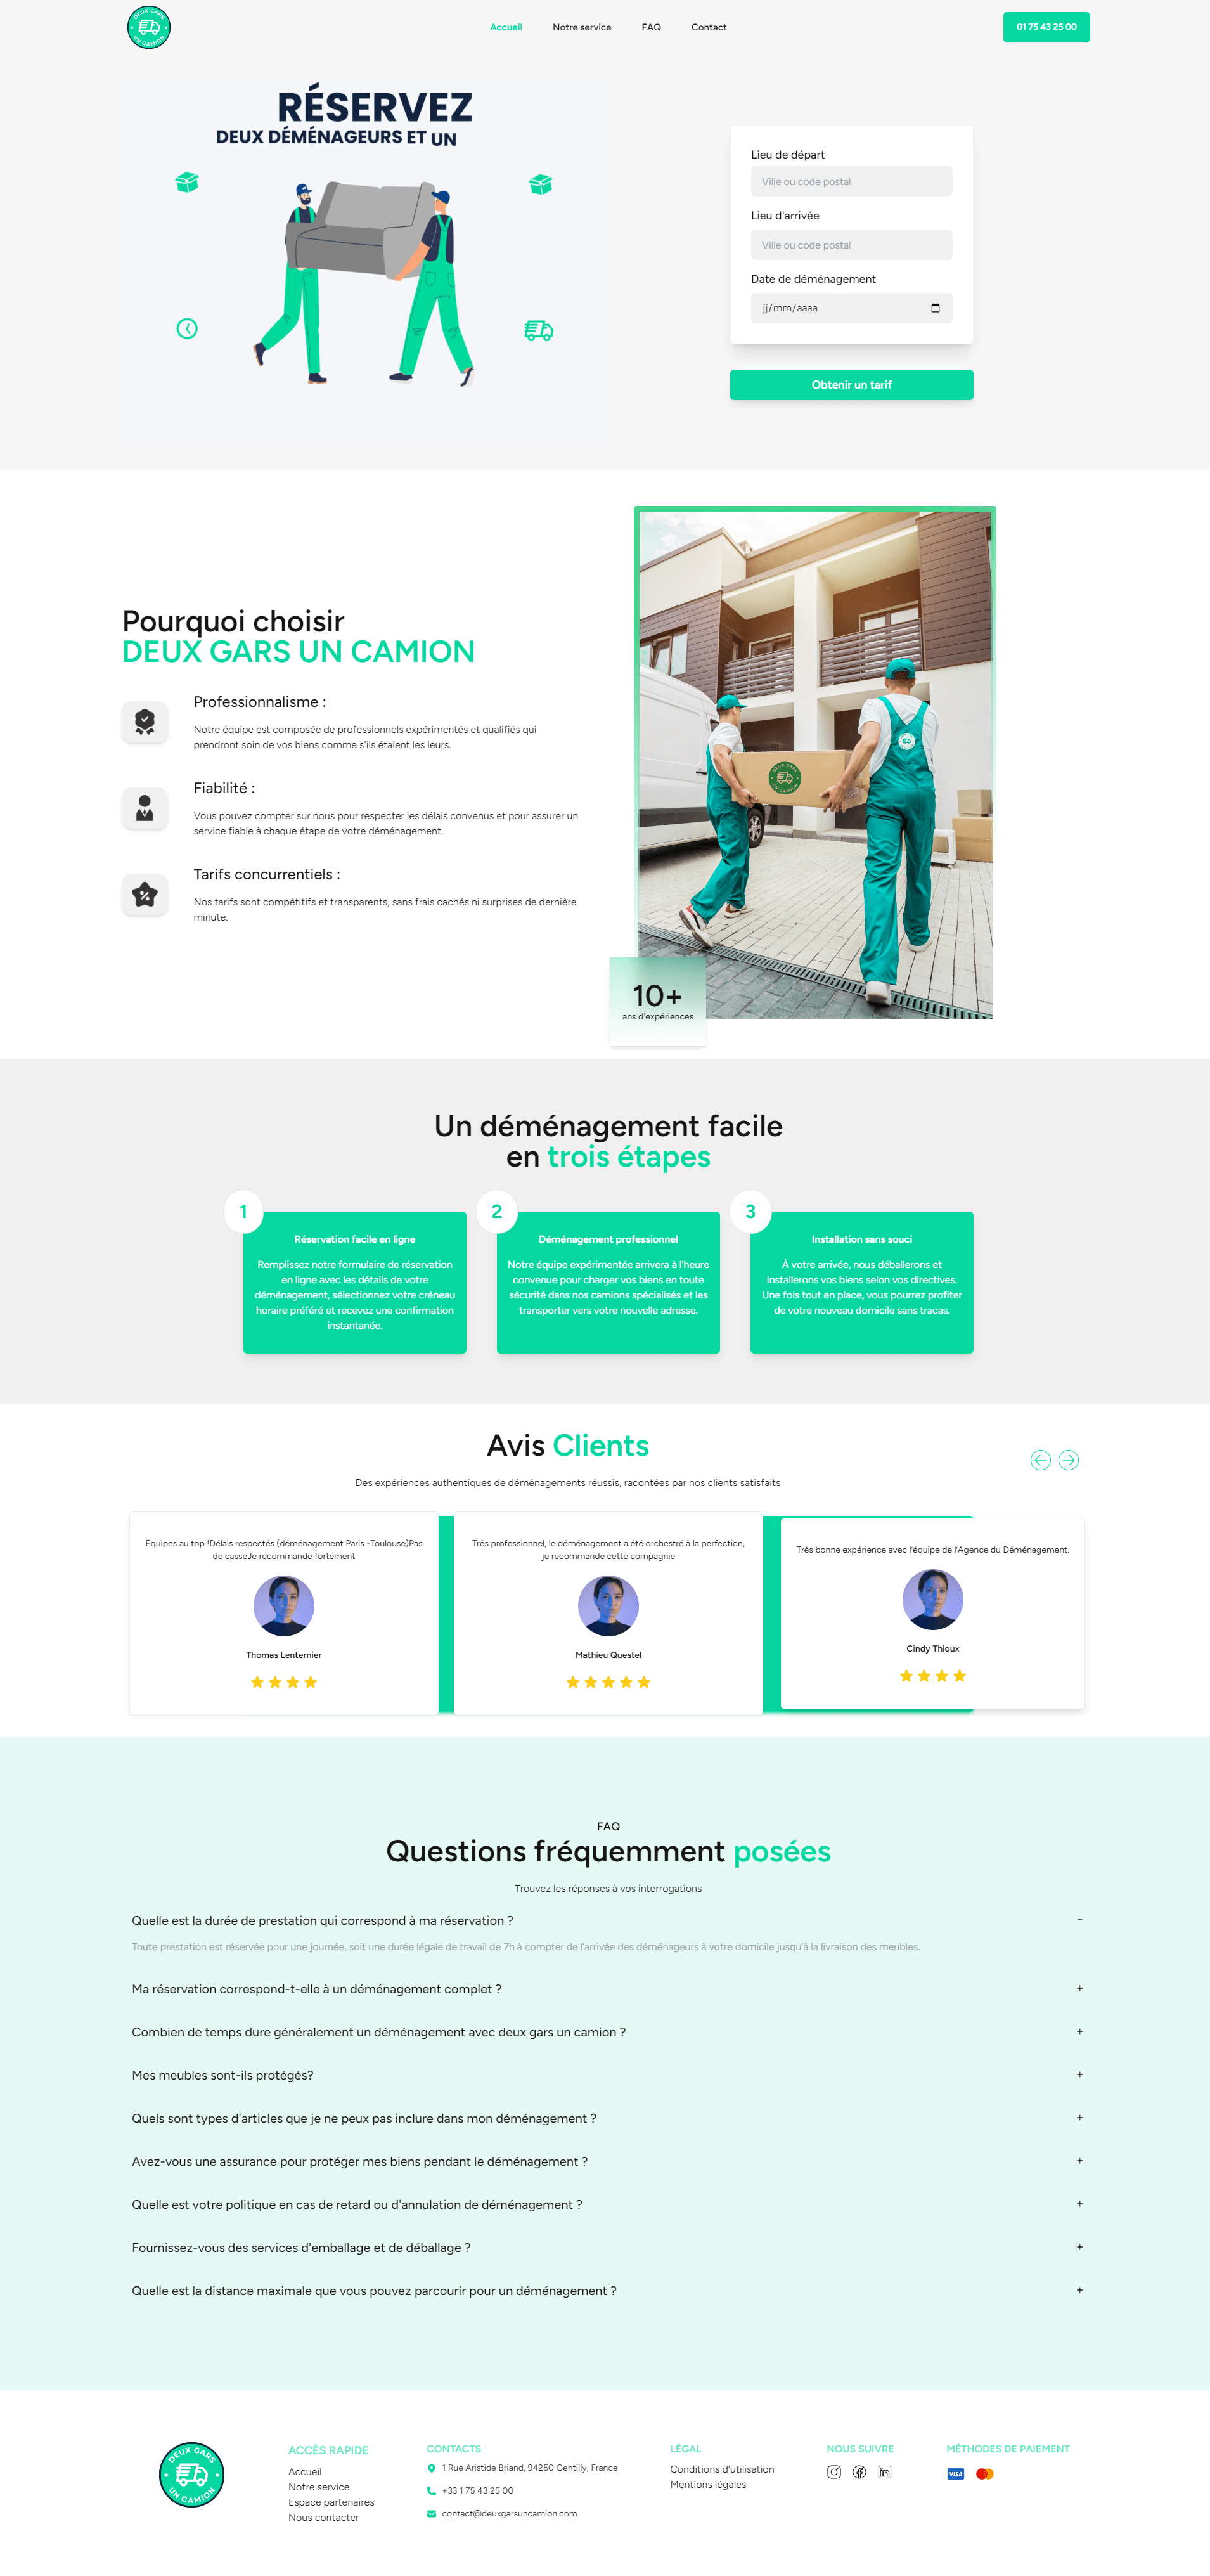 DEUX GARS
UN CAMION
Accueil
Notre service
FAQ
Contact
01 75 43 25 00
RÉSERVEZ
DEUX DÉMÉNAGEURS ET UN
Lieu de départ
Ville ou code postal
Lieu d'arrivée
Ville ou code postal
Date de déménagement
jj/mm/aaaa
Obtenir un tarif
Pourquoi choisir
DEUX GARS UN CAMION
Professionnalisme :
Notre équipe est composée de professionnels expérimentés et qualifiés qui
prendront soin de vos biens comme s'ils étaient les leurs.
Fiabilité :
Vous pouvez compter sur nous pour respecter les délais convenus et pour assurer un
service fiable à chaque étape de votre déménagement.
Tarifs concurrentiels :
Nos tarifs sont compétitifs et transparents, sans frais cachés ni surprises de dernière
minute.
DEUX GARS
UN CAMION
10+
ans d'expériences
Un déménagement facile
en trois étapes
1
Réservation facile en ligne
Remplissez notre formulaire de réservation
en ligne avec les détails de votre
déménagement, sélectionnez votre créneau
horaire préféré et recevez une confirmation
instantanée.
2
Déménagement professionnel
Notre équipe expérimentée arrivera à l'heure
convenue pour charger vos biens en toute
sécurité dans nos camions spécialisés et les
transporter vers votre nouvelle adresse.
3
Installation sans souci
À votre arrivée, nous déballerons et
installerons vos biens selon vos directives.
Une fois tout en place, vous pourrez profiter
de votre nouveau domicile sans tracas.
Avis Clients
Des expériences authentiques de déménagements réussis, racontées par nos clients satisfaits
Équipes au top !Délais respectés (déménagement Paris -Toulouse)Pas
de casseJe recommande fortement
Thomas Lenternier
Très professionnel, le déménagement a été orchestré à la perfection,
je recommande cette compagnie
Mathieu Questel
Très bonne expérience avec l'équipe de l'Agence du Déménagement.
Cindy Thioux
FAQ
Questions fréquemment posées
Trouvez les réponses à vos interrogations
Quelle est la durée de prestation qui correspond à ma réservation ? -
Toute prestation est réservée pour une journée, soit une durée légale de travail de 7h à compter de l'arrivée des déménageurs à votre domicile jusqu'à la livraison des meubles.
Ma réservation correspond-t-elle à un déménagement complet ? +
Combien de temps dure généralement un déménagement avec deux gars un camion ? +
Mes meubles sont-ils protégés? +
Quels sont types d'articles que je ne peux pas inclure dans mon déménagement ? +
Avez-vous une assurance pour protéger mes biens pendant le déménagement ? +
Quelle est votre politique en cas de retard ou d'annulation de déménagement ? +
Fournissez-vous des services d'emballage et de déballage ? +
Quelle est la distance maximale que vous pouvez parcourir pour un déménagement ? +
DEUX GARS
UN CAMION
ACCÈS RAPIDE
Accueil
Notre service
Espace partenaires
Nous contacter
CONTACTS
1 Rue Aristide Briand, 94250 Gentilly, France
+33 1 75 43 25 00
contact@deuxgarsuncamion.com
LÉGAL
Conditions d'utilisation
Mentions légales
NOUS SUIVRE
MÉTHODES DE PAIEMENT
VISA